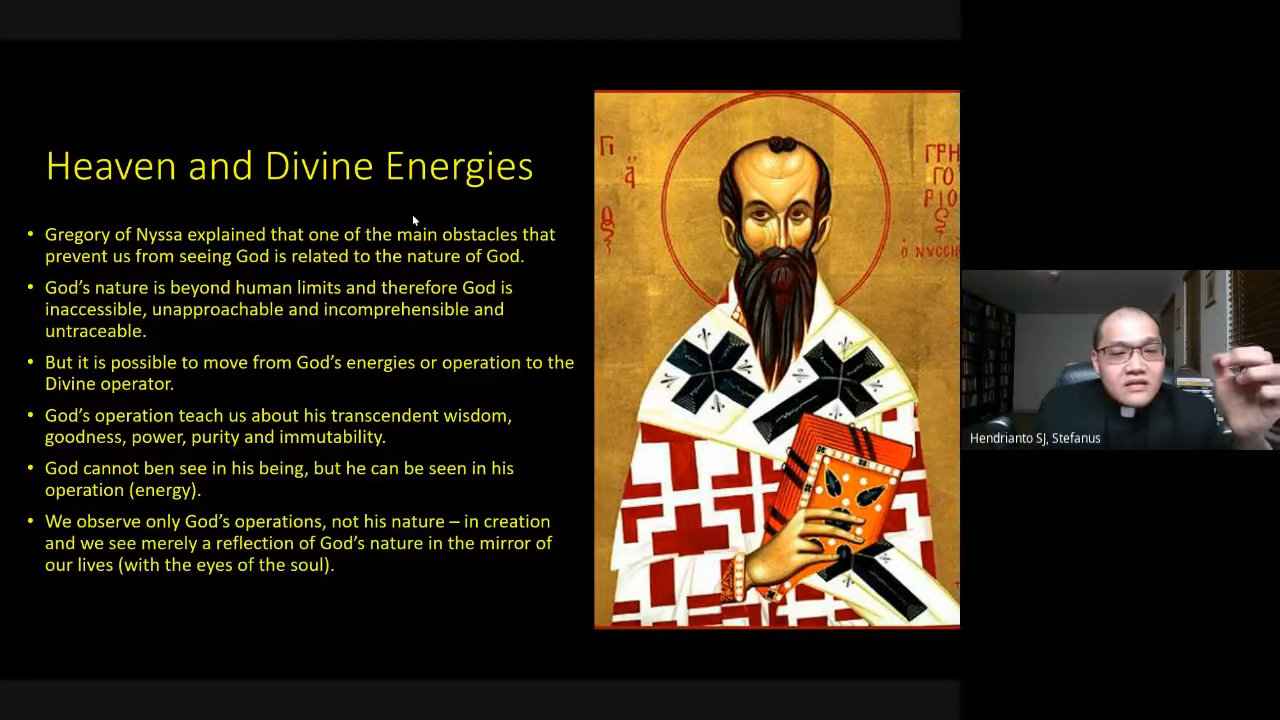 Heaven and Divine Energies
• Gregory of Nyssa explained that one of the main obstacles that
prevent us from seeing God is related to the nature of God.
• God's nature is beyond human limits and therefore God is
inaccessible, unapproachable and incomprehensible and
untraceable.
• But it is possible to move from God's energies or operation to the
Divine operator.
• God's operation teach us about his transcendent wisdom,
goodness, power, purity and immutability.
• God cannot ben see in his being, but he can be seen in his
operation (energy).
• We observe only God's operations, not his nature – in creation
and we see merely a reflection of God's nature in the mirror of
our lives (with the eyes of the soul).
ΓΡΗ
ΓΟ
ΡΙΟ
Ϲ
Hendrianto SJ, Stefanus